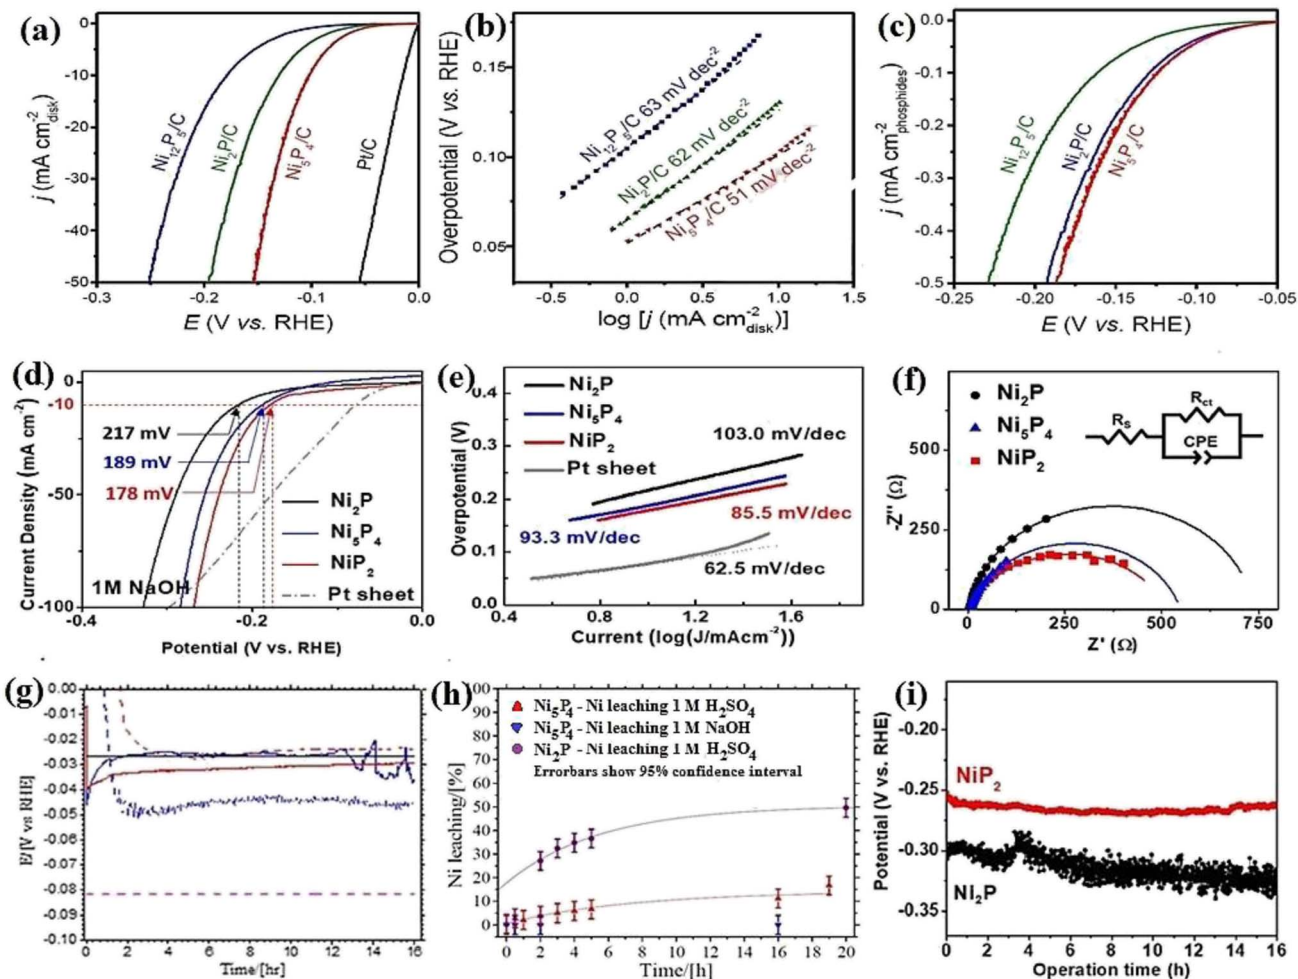 (a)
0
-10
-20
-30
-40
-50
j (mA cm⁻²disk)
Ni₁₂P₅/C
Ni₂P/C
Ni₅P₄/C
Pt/C
-0.3
-0.2
-0.1
0.0
E (V vs. RHE)
(b)
Overpotential (V vs. RHE)
0.15
0.10
0.05
Ni₁₂P₅/C 63 mV dec⁻²
Ni₂P/C 62 mV dec⁻²
Ni₅P₄/C 51 mV dec⁻²
-0.5
0.0
0.5
1.0
1.5
log [j (mA cm⁻²disk)]
(c)
0.0
-0.1
-0.2
-0.3
-0.4
-0.5
j (mA cm⁻²phosphides)
Ni₁₂P₅/C
Ni₂P/C
Ni₅P₄/C
-0.25
-0.20
-0.15
-0.10
-0.05
E (V vs. RHE)
(d)
Current Density (mA cm⁻²)
0
-10
-50
-100
217 mV
189 mV
178 mV
Ni₂P
Ni₅P₄
NiP₂
Pt sheet
1M NaOH
-0.4
-0.2
0.0
Potential (V vs. RHE)
(e)
Overpotential (V)
0.4
0.3
0.2
0.1
0.0
Ni₂P
Ni₅P₄
NiP₂
Pt sheet
103.0 mV/dec
85.5 mV/dec
93.3 mV/dec
62.5 mV/dec
0.4
0.8
1.2
1.6
Current (log(J/mAcm⁻²))
(f)
Ni₂P
Ni₅P₄
NiP₂
Rs
Rct
CPE
-Z'' (Ω)
500
250
0
0
250
500
750
Z' (Ω)
(g)
E/[V vs RHE]
0.00
-0.01
-0.02
-0.03
-0.04
-0.05
-0.06
-0.07
-0.08
-0.09
-0.10
0
4
8
12
16
Time/[hr]
(h)
Ni leaching/[%]
100
90
80
70
60
50
40
30
20
10
0
Ni₅P₄ - Ni leaching 1 M H₂SO₄
Ni₅P₄ - Ni leaching 1 M NaOH
Ni₂P - Ni leaching 1 M H₂SO₄
Errorbars show 95% confidence interval
0
2
4
6
8
10
12
14
16
18
20
Time/[h]
(i)
Potential (V vs. RHE)
-0.20
-0.25
-0.30
-0.35
NiP₂
Ni₂P
0
2
4
6
8
10
12
14
16
Operation time (h)